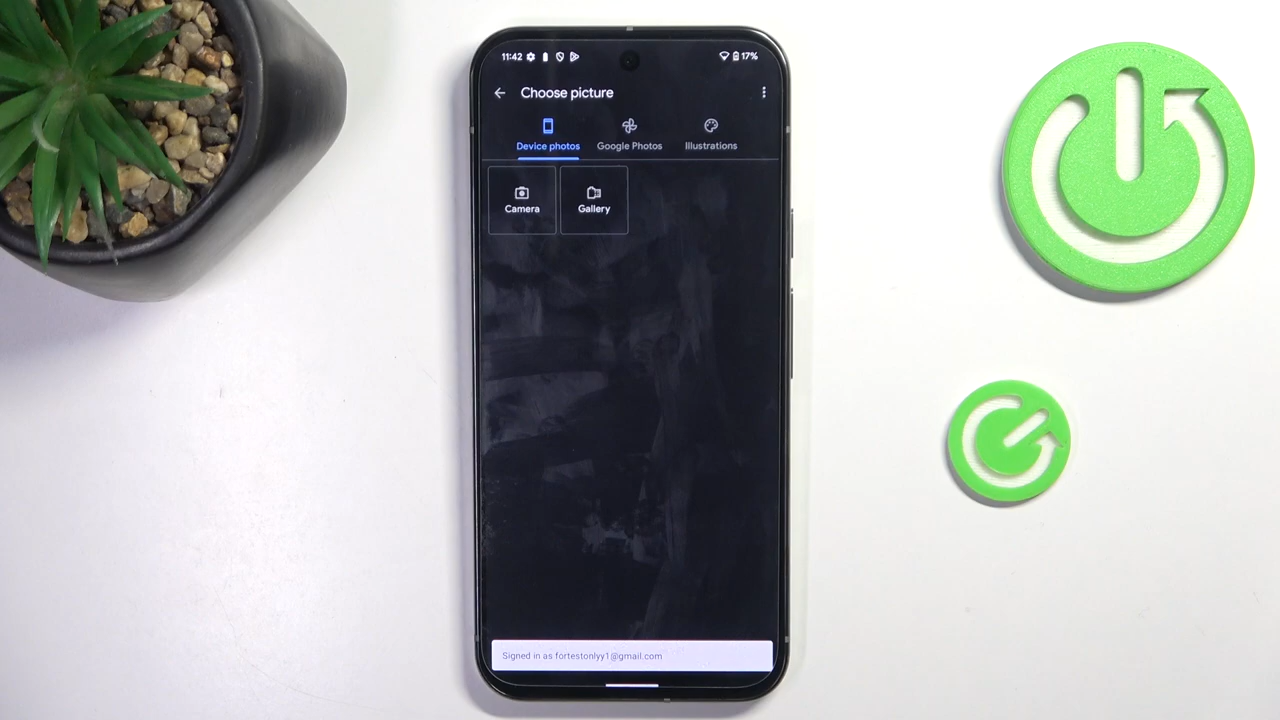 11:42 17%
Choose picture
Device photos Google Photos Illustrations
Camera Gallery
Signed in as fortestonlyy1@gmail.com